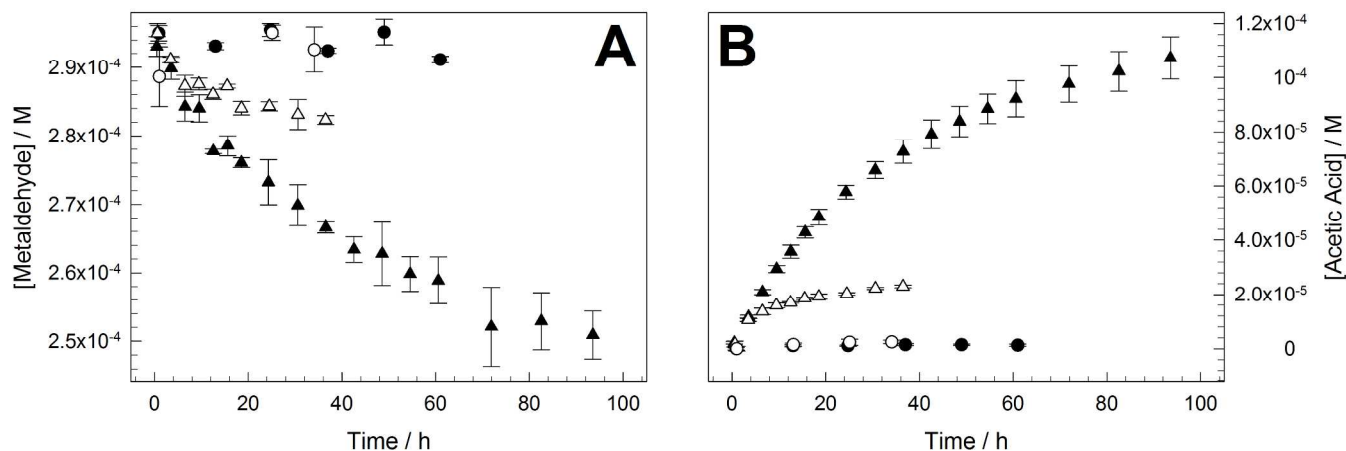 A
[Metaldehyde] / M
2.9x10-4
2.8x10-4
2.7x10-4
2.6x10-4
2.5x10-4
0 20 40 60 80 100
Time / h
B
[Acetic Acid] / M
1.2x10-4
10-4
8.0x10-5
6.0x10-5
4.0x10-5
2.0x10-5
0
0 20 40 60 80 100
Time / h